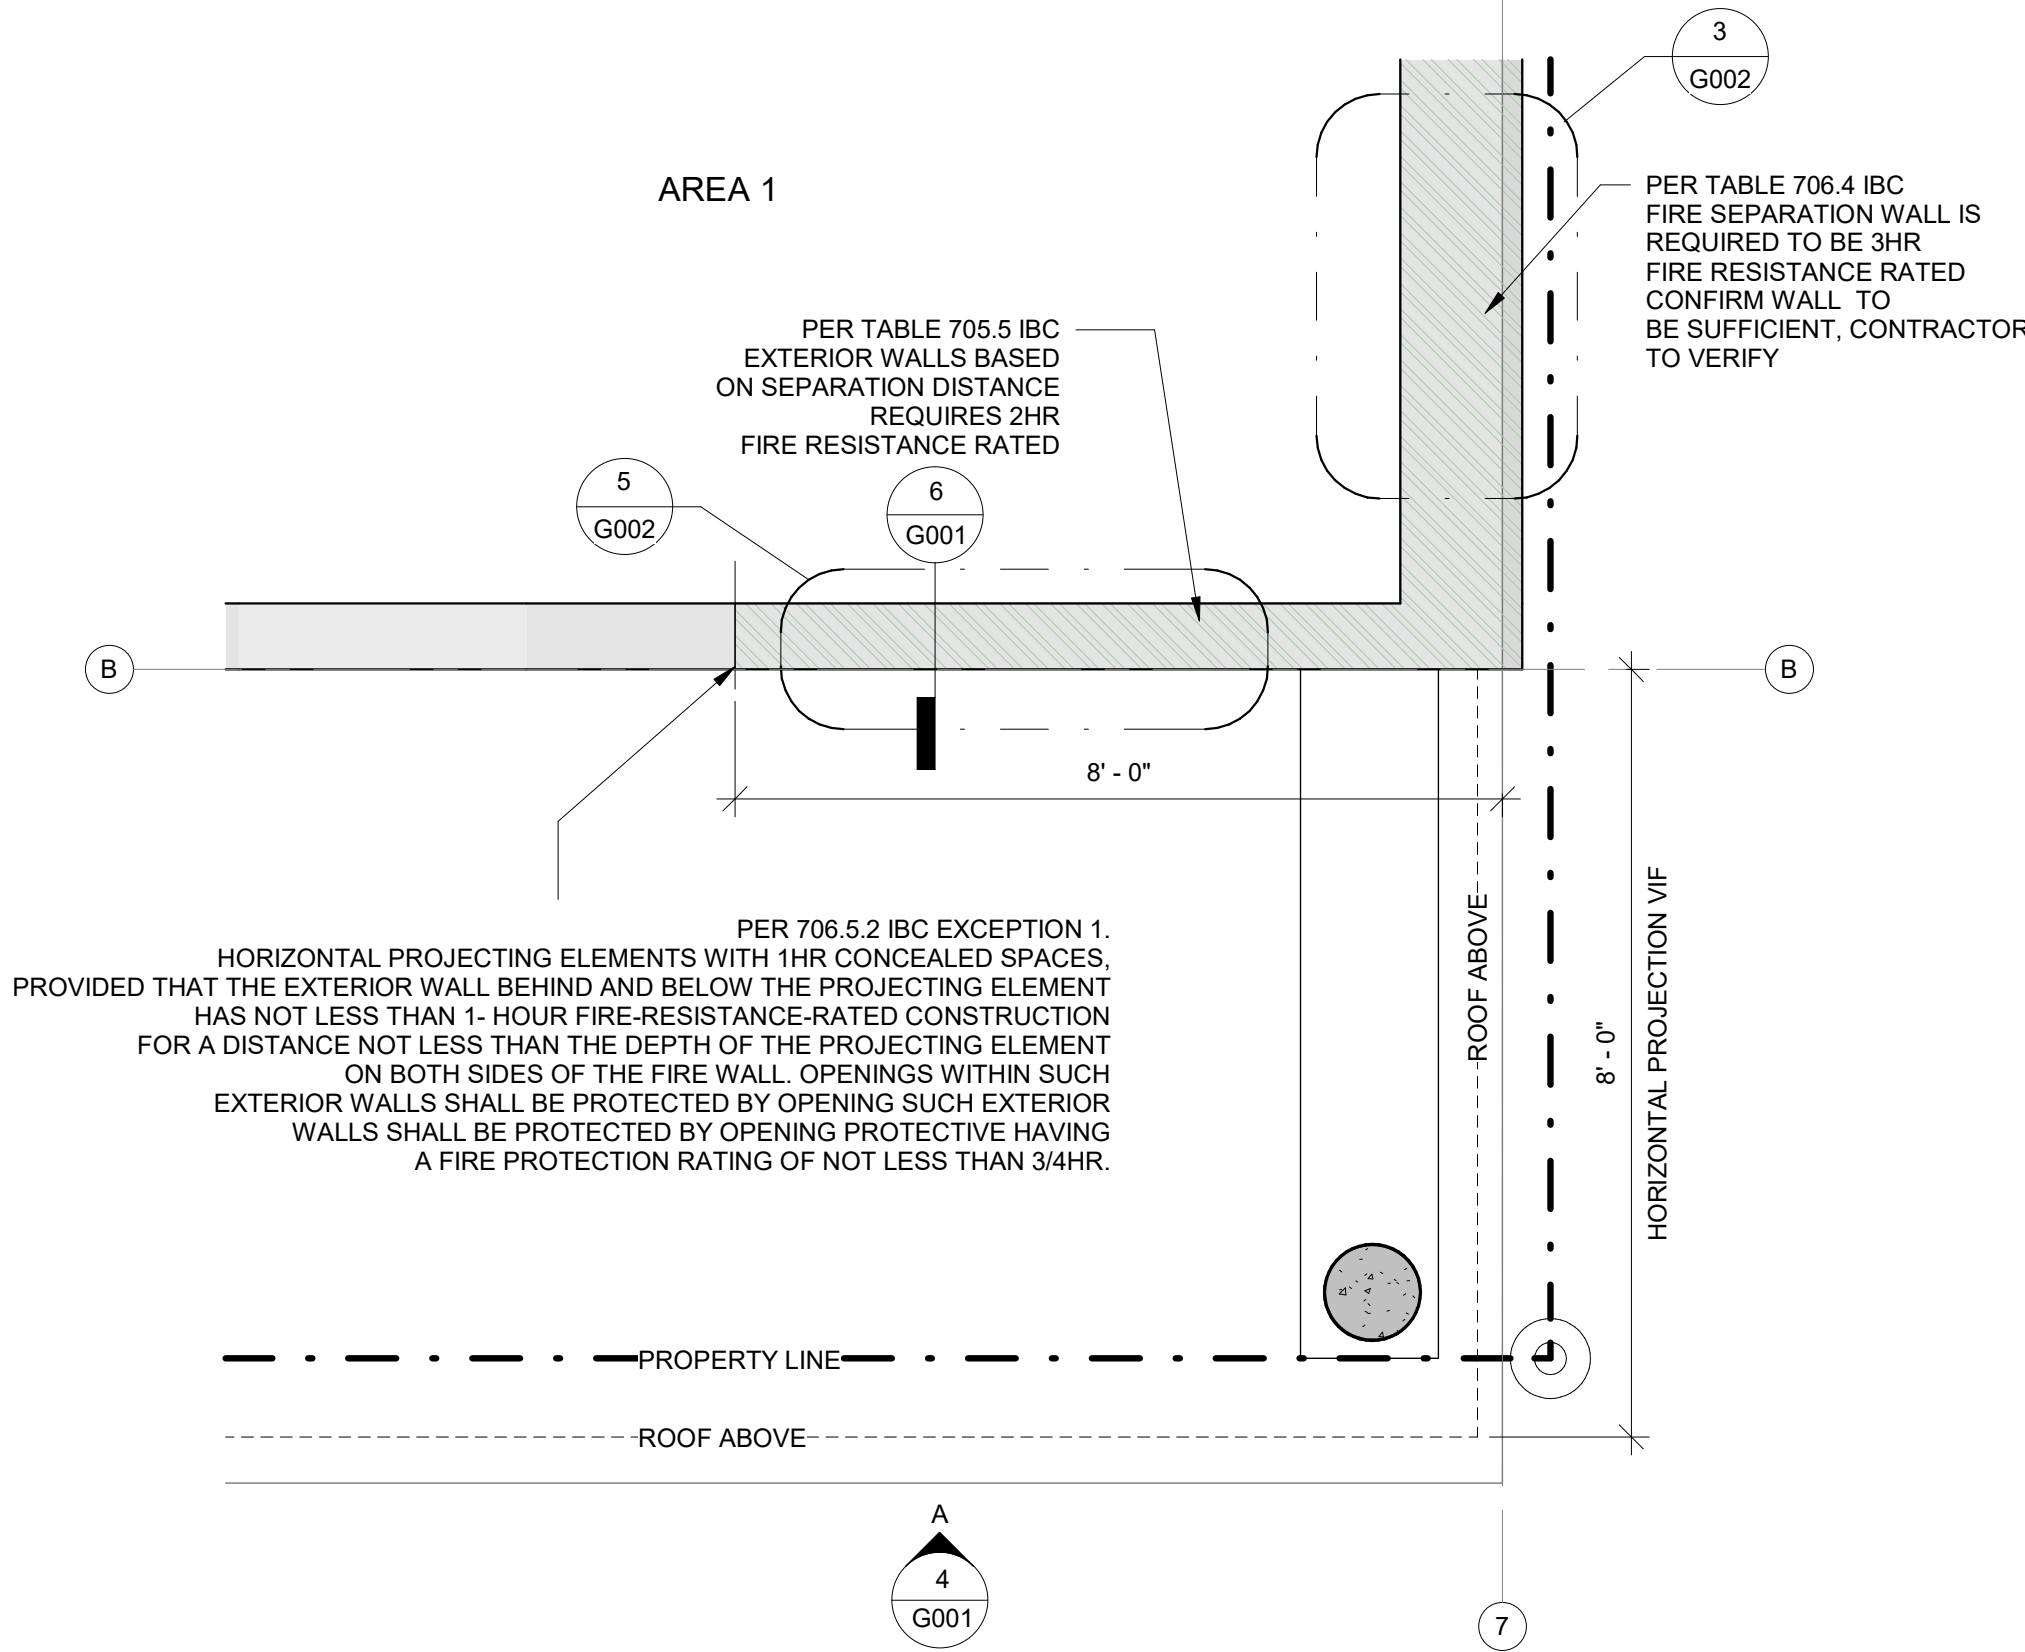 3
G002
AREA 1
PER TABLE 706.4 IBC
FIRE SEPARATION WALL IS
REQUIRED TO BE 3HR
FIRE RESISTANCE RATED
CONFIRM WALL  TO
BE SUFFICIENT, CONTRACTOR
TO VERIFY
PER TABLE 705.5 IBC
EXTERIOR WALLS BASED
ON SEPARATION DISTANCE
REQUIRES 2HR
FIRE RESISTANCE RATED
5
G002
6
G001
B
B
8' - 0"
PER 706.5.2 IBC EXCEPTION 1.
HORIZONTAL PROJECTING ELEMENTS WITH 1HR CONCEALED SPACES,
PROVIDED THAT THE EXTERIOR WALL BEHIND AND BELOW THE PROJECTING ELEMENT
HAS NOT LESS THAN 1- HOUR FIRE-RESISTANCE-RATED CONSTRUCTION
FOR A DISTANCE NOT LESS THAN THE DEPTH OF THE PROJECTING ELEMENT
ON BOTH SIDES OF THE FIRE WALL. OPENINGS WITHIN SUCH
EXTERIOR WALLS SHALL BE PROTECTED BY OPENING SUCH EXTERIOR
WALLS SHALL BE PROTECTED BY OPENING PROTECTIVE HAVING
A FIRE PROTECTION RATING OF NOT LESS THAN 3/4HR.
ROOF ABOVE
8' - 0"
HORIZONTAL PROJECTION VIF
PROPERTY LINE
ROOF ABOVE
A
4
G001
7